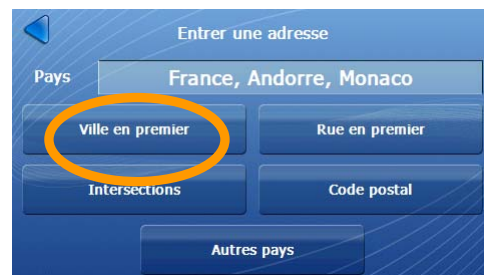 Entrer une adresse
Pays France, Andorre, Monaco
Ville en premier Rue en premier
Intersections Code postal
Autres pays